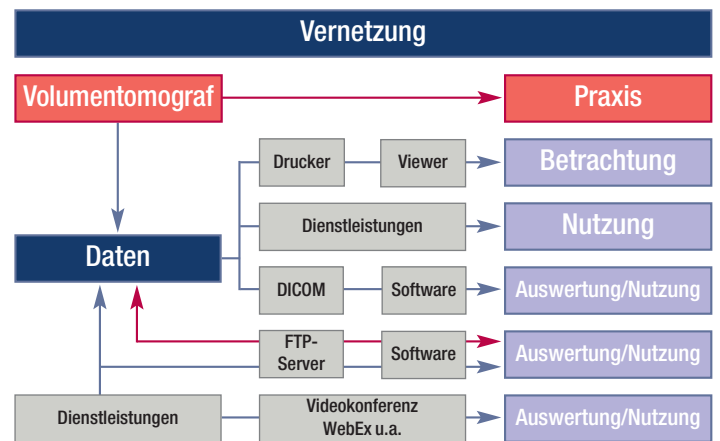 Vernetzung
Volumentomograf
Praxis
Drucker
Viewer
Betrachtung
Dienstleistungen
Nutzung
Daten
DICOM
Software
Auswertung/Nutzung
FTP-
Server
Software
Auswertung/Nutzung
Dienstleistungen
Videokonferenz
WebEx u.a.
Auswertung/Nutzung